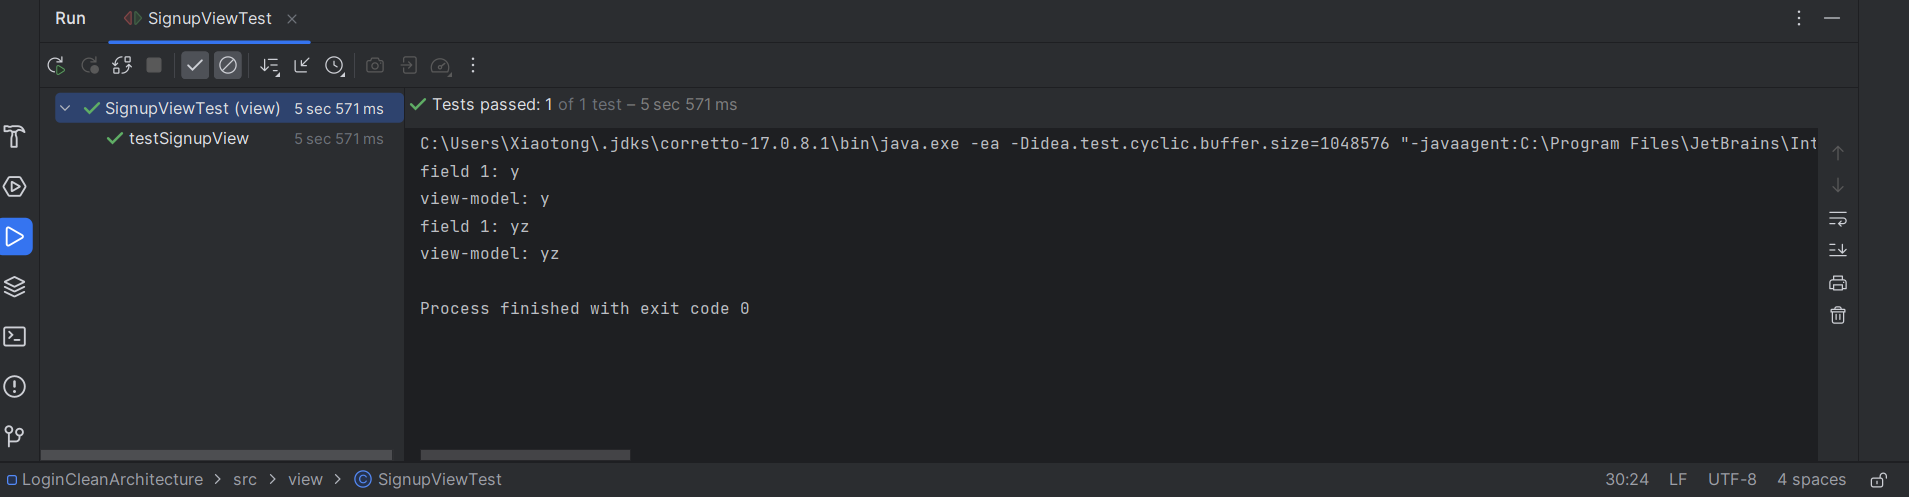 Run SignupViewTest
SignupViewTest (view) 5 sec 571 ms
testSignupView 5 sec 571 ms
Tests passed: 1 of 1 test – 5 sec 571 ms
C:\Users\Xiaotong\.jdks\corretto-17.0.8.1\bin\java.exe -ea -Didea.test.cyclic.buffer.size=1048576 "-javaagent:C:\Program Files\JetBrains\Int
field 1: y
view-model: y
field 1: yz
view-model: yz
Process finished with exit code 0
LoginCleanArchitecture > src > view > SignupViewTest 30:24 LF UTF-8 4 spaces